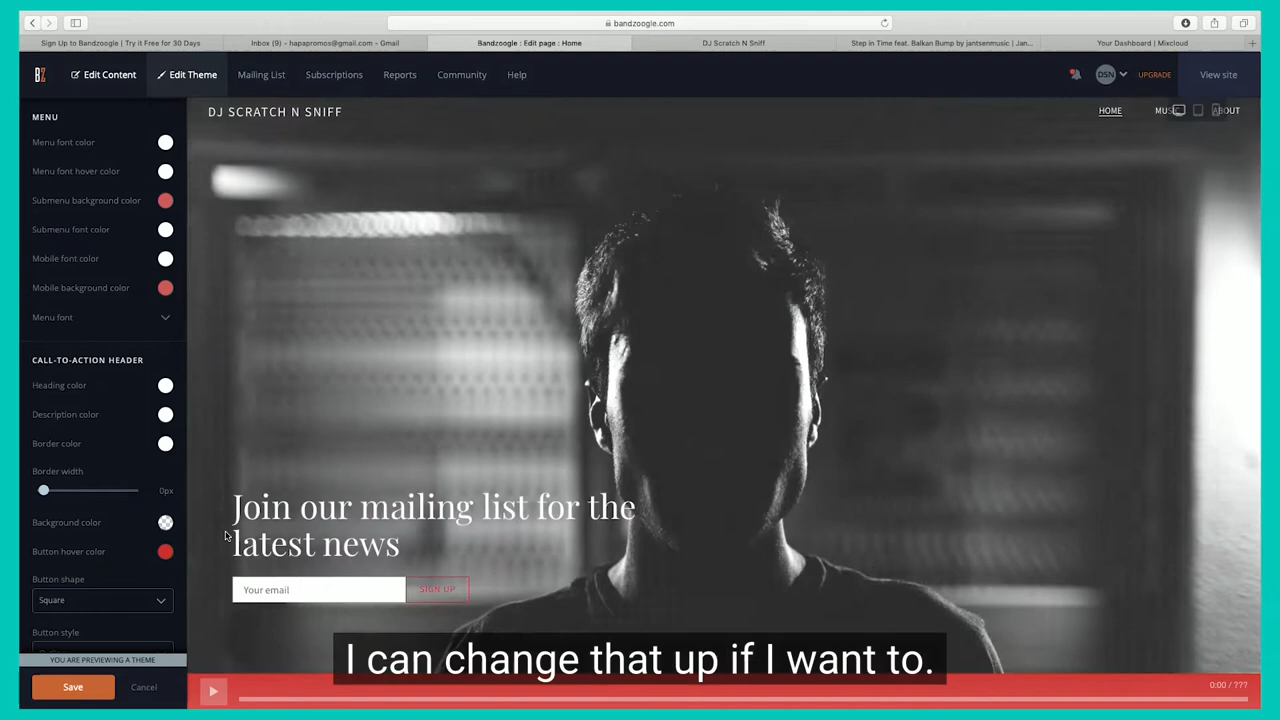 bandzoogle.com
Sign Up to Bandzoogle | Try it Free for 30 Days
Inbox (9) - hapapromos@gmail.com - Gmail
Bandzoogle : Edit page : Home
DJ Scratch N Sniff
Step in Time feat. Balkan Bump by jantsenmusic | Jan...
Your Dashboard | Mixcloud
BZ
Edit Content
Edit Theme
Mailing List
Subscriptions
Reports
Community
Help
DSN
UPGRADE
View site
MENU
Menu font color
Menu font hover color
Submenu background color
Submenu font color
Mobile font color
Mobile background color
Menu font
CALL-TO-ACTION HEADER
Heading color
Description color
Border color
Border width
0px
Background color
Button hover color
Button shape
Square
Button style
YOU ARE PREVIEWING A THEME
Save
Cancel
DJ SCRATCH N SNIFF
HOME
MUSIC
ABOUT
Join our mailing list for the
latest news
Your email
SIGN UP
I can change that up if I want to.
0:00 / ???